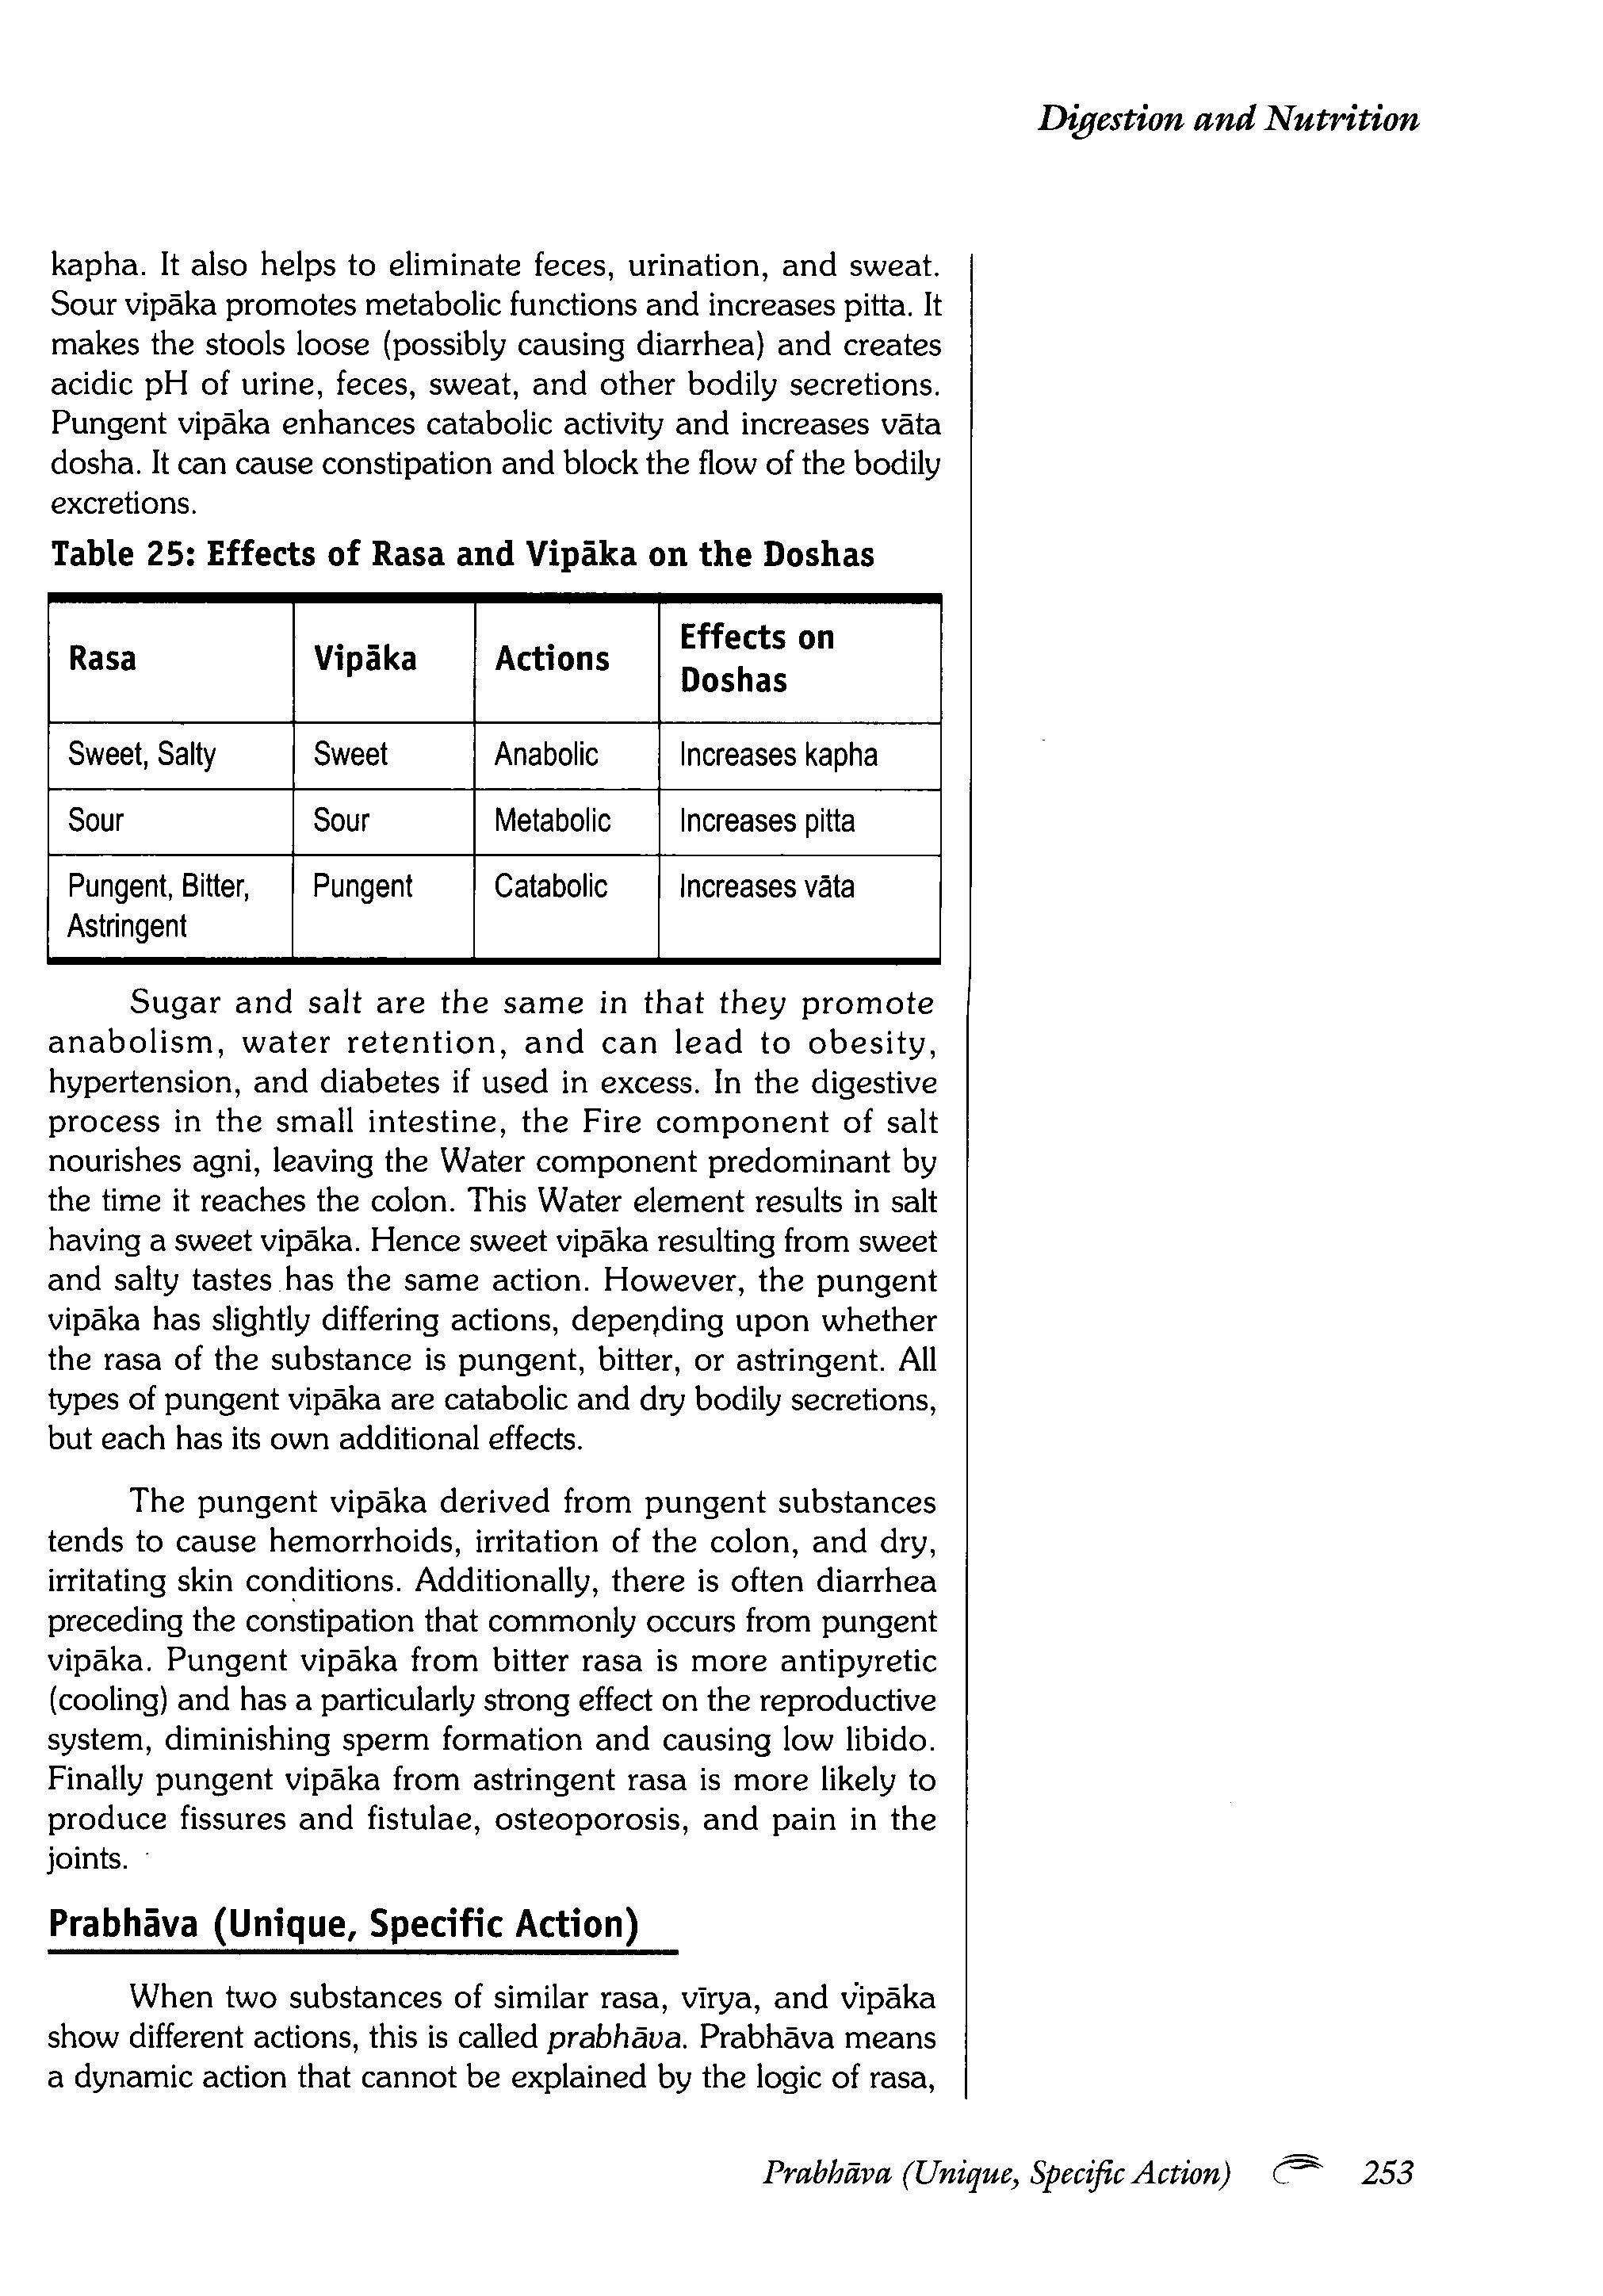 Digestion and Nutrition
kapha. It also helps to eliminate feces, urination, and sweat.
Sour vipāka promotes metabolic functions and increases pitta. It
makes the stools loose (possibly causing diarrhea) and creates
acidic pH of urine, feces, sweat, and other bodily secretions.
Pungent vipāka enhances catabolic activity and increases vāta
dosha. It can cause constipation and block the flow of the bodily
excretions.
Table 25: Effects of Rasa and Vipāka on the Doshas
Rasa Vipāka Actions Effects on Doshas
Sweet, Salty Sweet Anabolic Increases kapha
Sour Sour Metabolic Increases pitta
Pungent, Bitter, Astringent Pungent Catabolic Increases vāta
Sugar and salt are the same in that they promote
anabolism, water retention, and can lead to obesity,
hypertension, and diabetes if used in excess. In the digestive
process in the small intestine, the Fire component of salt
nourishes agni, leaving the Water component predominant by
the time it reaches the colon. This Water element results in salt
having a sweet vipāka. Hence sweet vipāka resulting from sweet
and salty tastes has the same action. However, the pungent
vipāka has slightly differing actions, depending upon whether
the rasa of the substance is pungent, bitter, or astringent. All
types of pungent vipāka are catabolic and dry bodily secretions,
but each has its own additional effects.
The pungent vipāka derived from pungent substances
tends to cause hemorrhoids, irritation of the colon, and dry,
irritating skin conditions. Additionally, there is often diarrhea
preceding the constipation that commonly occurs from pungent
vipāka. Pungent vipāka from bitter rasa is more antipyretic
(cooling) and has a particularly strong effect on the reproductive
system, diminishing sperm formation and causing low libido.
Finally pungent vipāka from astringent rasa is more likely to
produce fissures and fistulae, osteoporosis, and pain in the
joints.
Prabhāva (Unique, Specific Action)
When two substances of similar rasa, vīrya, and vipāka
show different actions, this is called prabhāva. Prabhāva means
a dynamic action that cannot be explained by the logic of rasa,
Prabhāva (Unique, Specific Action) 253